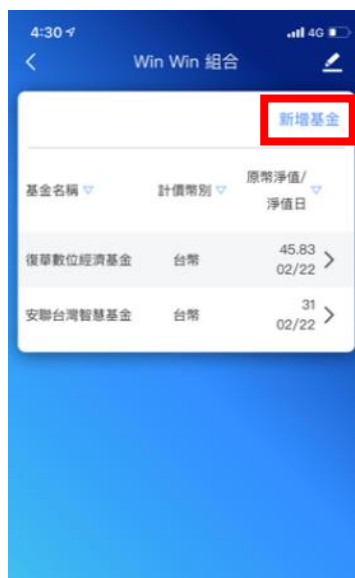 4:30 4G
Win Win 組合
新增基金
基金名稱 計價幣別 原幣淨值/
淨值日
復華數位經濟基金 台幣 45.83
02/22
安聯台灣智慧基金 台幣 31
02/22